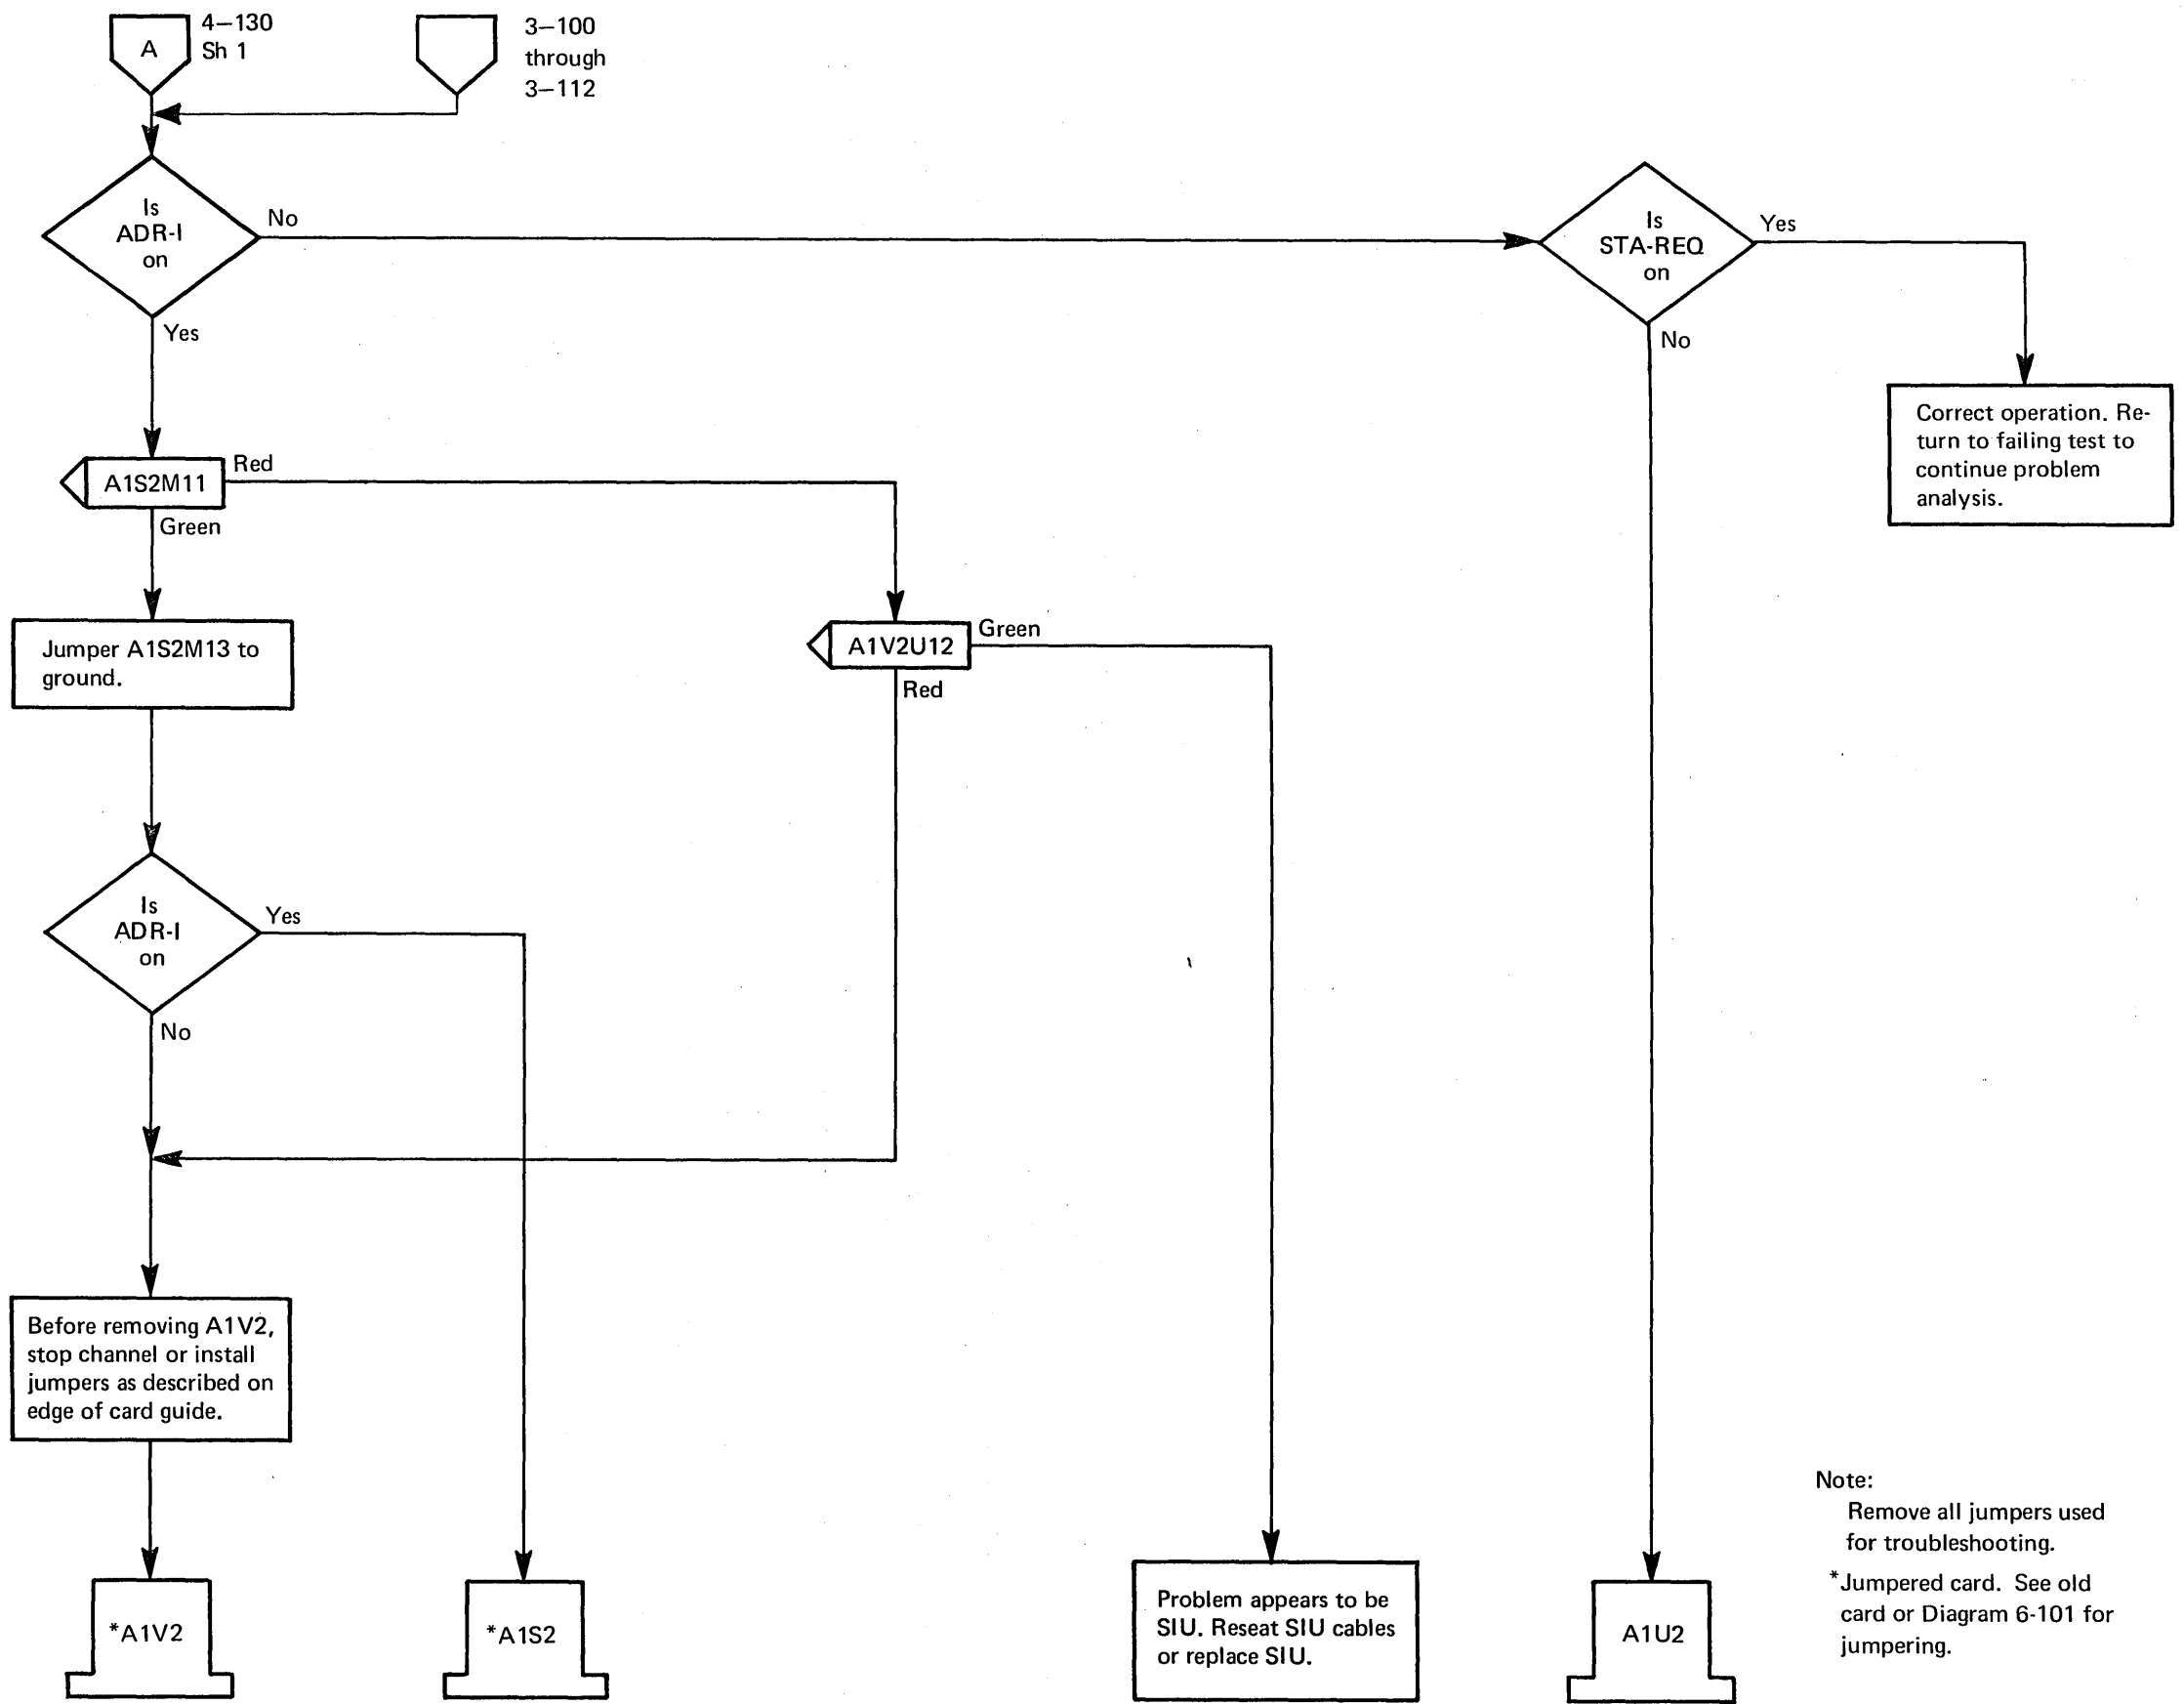 A
4–130
Sh 1
3–100
through
3–112
Is
ADR-I
on
No
Yes
Is
STA-REQ
on
Yes
No
Correct operation. Re-
turn to failing test to
continue problem
analysis.
A1S2M11
Red
Green
Jumper A1S2M13 to
ground.
A1V2U12
Green
Red
Is
ADR-I
on
Yes
No
Before removing A1V2,
stop channel or install
jumpers as described on
edge of card guide.
*A1V2
*A1S2
Problem appears to be
SIU. Reseat SIU cables
or replace SIU.
A1U2
Note:
Remove all jumpers used
for troubleshooting.
*Jumpered card. See old
card or Diagram 6-101 for
jumpering.